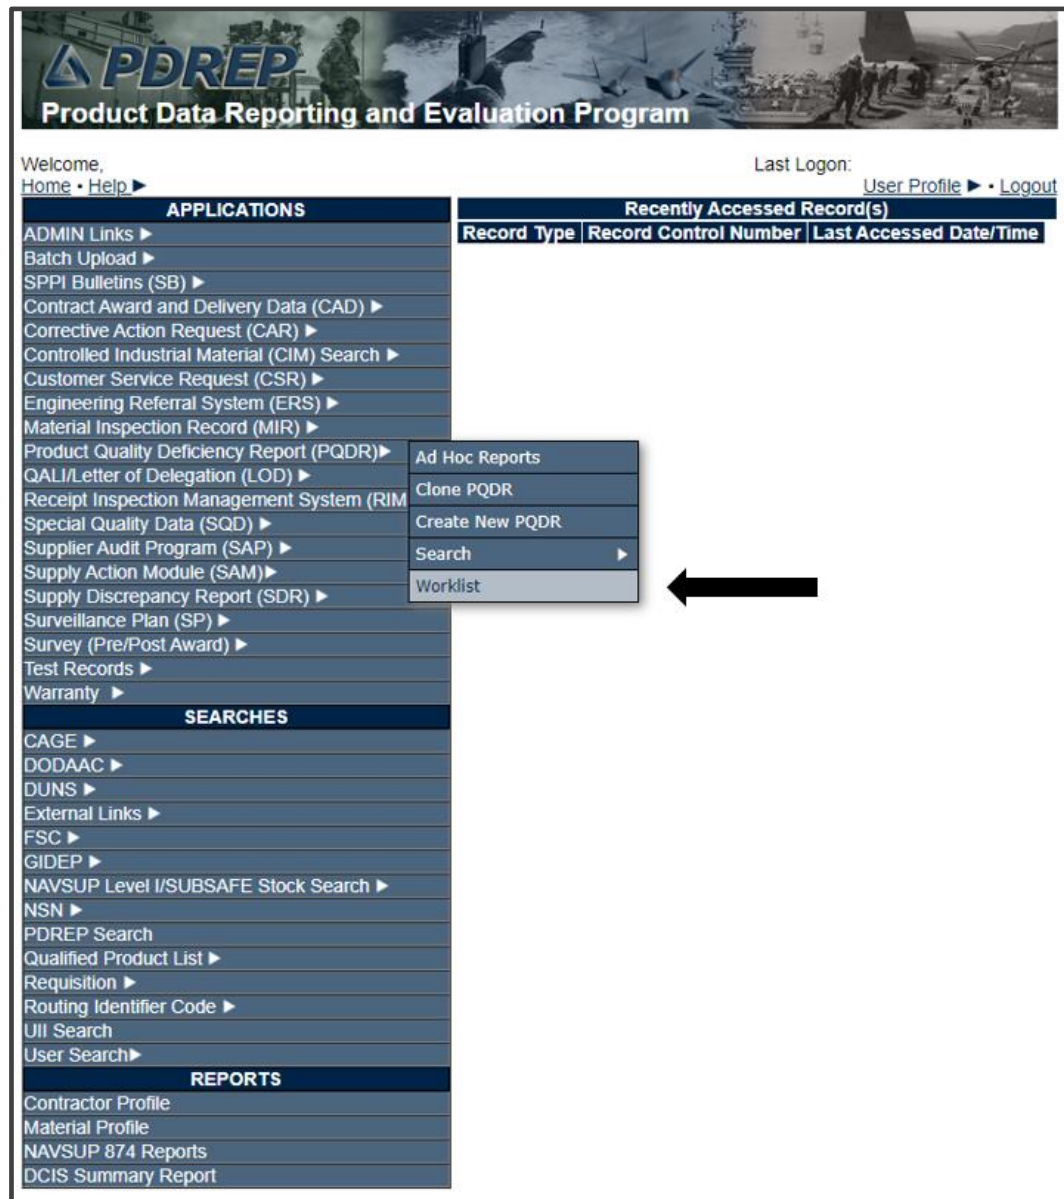 PDREP
Product Data Reporting and Evaluation Program
Welcome,
Last Logon:
Home • Help ►
User Profile ► • Logout
APPLICATIONS
ADMIN Links ►
Batch Upload ►
SPPI Bulletins (SB) ►
Contract Award and Delivery Data (CAD) ►
Corrective Action Request (CAR) ►
Controlled Industrial Material (CIM) Search ►
Customer Service Request (CSR) ►
Engineering Referral System (ERS) ►
Material Inspection Record (MIR) ►
Product Quality Deficiency Report (PQDR)►
QALI/Letter of Delegation (LOD) ►
Receipt Inspection Management System (RIM
Special Quality Data (SQD) ►
Supplier Audit Program (SAP) ►
Supply Action Module (SAM)►
Supply Discrepancy Report (SDR) ►
Surveillance Plan (SP) ►
Survey (Pre/Post Award) ►
Test Records ►
Warranty ►
Ad Hoc Reports
Clone PQDR
Create New PQDR
Search ►
Worklist
SEARCHES
CAGE ►
DODAAC ►
DUNS ►
External Links ►
FSC ►
GIDEP ►
NAVSUP Level I/SUBSAFE Stock Search ►
NSN ►
PDREP Search
Qualified Product List ►
Requisition ►
Routing Identifier Code ►
UII Search
User Search►
REPORTS
Contractor Profile
Material Profile
NAVSUP 874 Reports
DCIS Summary Report
Recently Accessed Record(s)
Record Type Record Control Number Last Accessed Date/Time